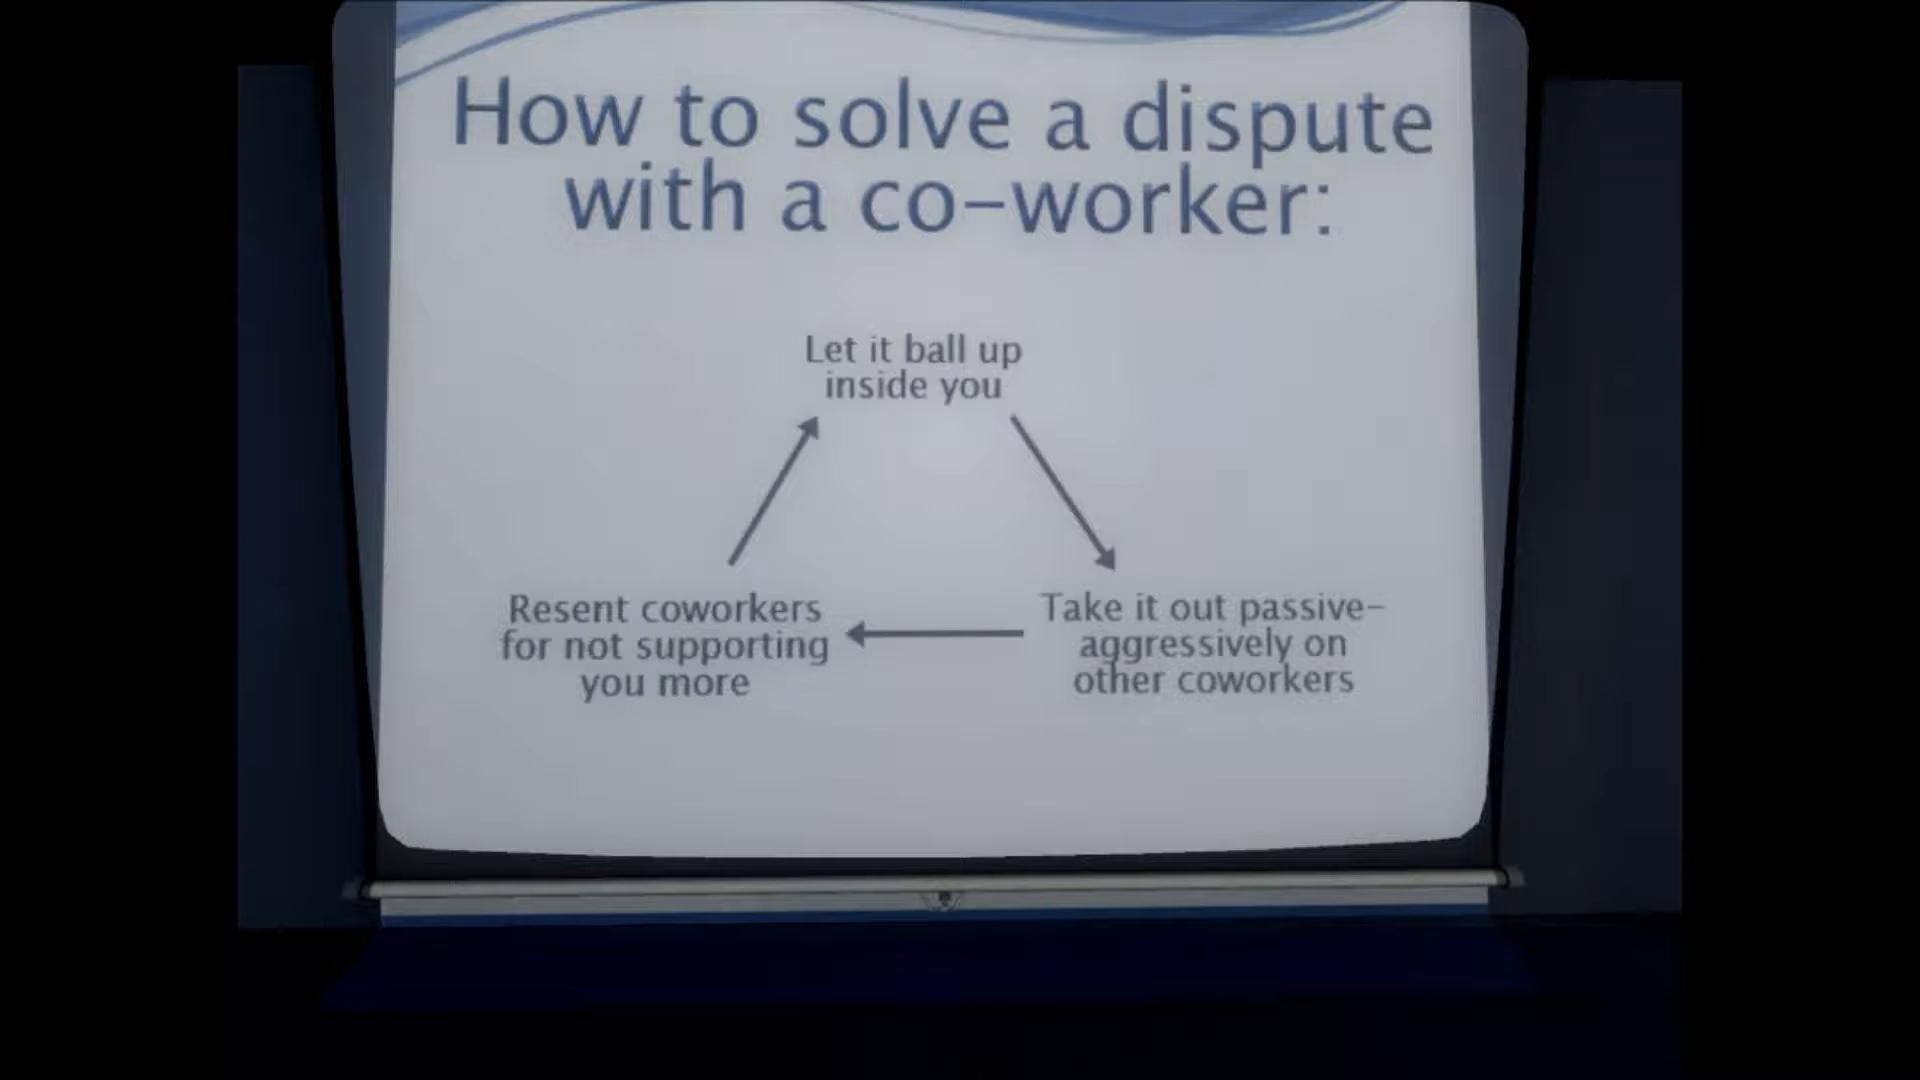 How to solve a dispute
with a co-worker:
Let it ball up
inside you
Resent coworkers
for not supporting
you more
Take it out passive-
aggressively on
other coworkers